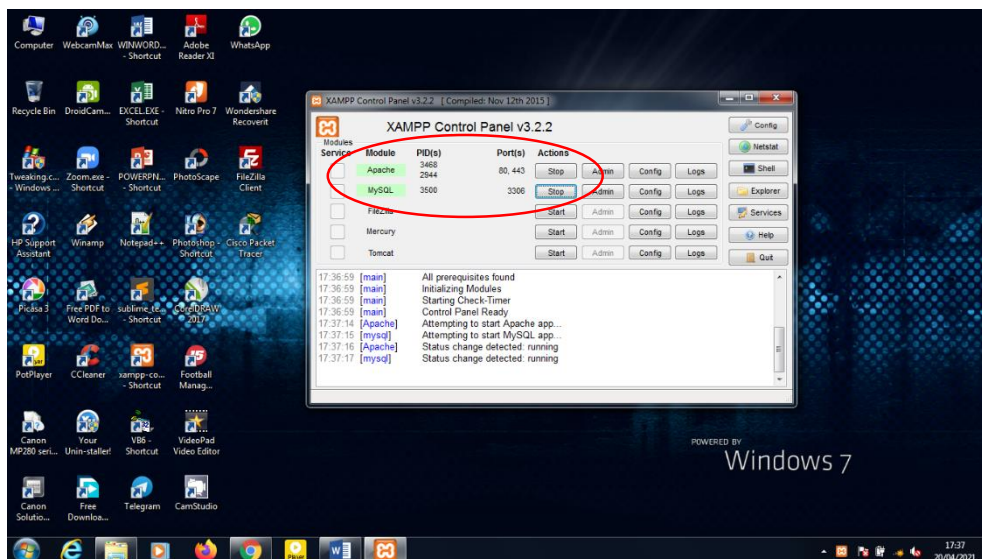 Computer
WebcamMax
WINWORD...
- Shortcut
Adobe
Reader XI
WhatsApp
Recycle Bin
DroidCam...
EXCEL.EXE -
Shortcut
Nitro Pro 7
Wondershare
Recoverit
Tweaking.c...
- Windows ...
Zoom.exe -
Shortcut
POWERPN...
- Shortcut
PhotoScape
FileZilla
Client
HP Support
Assistant
Winamp
Notepad++
Photoshop -
Shortcut
Cisco Packet
Tracer
Picasa 3
Free PDF to
Word Do...
sublime_te...
- Shortcut
CorelDRAW
2017
PotPlayer
CCleaner
xampp-co...
- Shortcut
Football
Manag...
Canon
MP280 seri...
Your
Unin-staller!
VB6 -
Shortcut
VideoPad
Video Editor
Canon
Solutio...
Free
Downloa...
Telegram
CamStudio
XAMPP Control Panel v3.2.2 [ Compiled: Nov 12th 2015 ]
XAMPP Control Panel v3.2.2
Modules
Service Module PID(s) Port(s) Actions
Apache 3468
2944 80, 443 Stop Admin Config Logs
MySQL 3500 3306 Stop Admin Config Logs
FileZilla Start Admin Config Logs
Mercury Start Admin Config Logs
Tomcat Start Admin Config Logs
Config
Netstat
Shell
Explorer
Services
Help
Quit
17:36:59 [main] All prerequisites found
17:36:59 [main] Initializing Modules
17:36:59 [main] Starting Check-Timer
17:36:59 [main] Control Panel Ready
17:37:14 [Apache] Attempting to start Apache app...
17:37:15 [mysql] Attempting to start MySQL app...
17:37:16 [Apache] Status change detected: running
17:37:17 [mysql] Status change detected: running
POWERED BY
Windows 7
17:37
20/04/2021